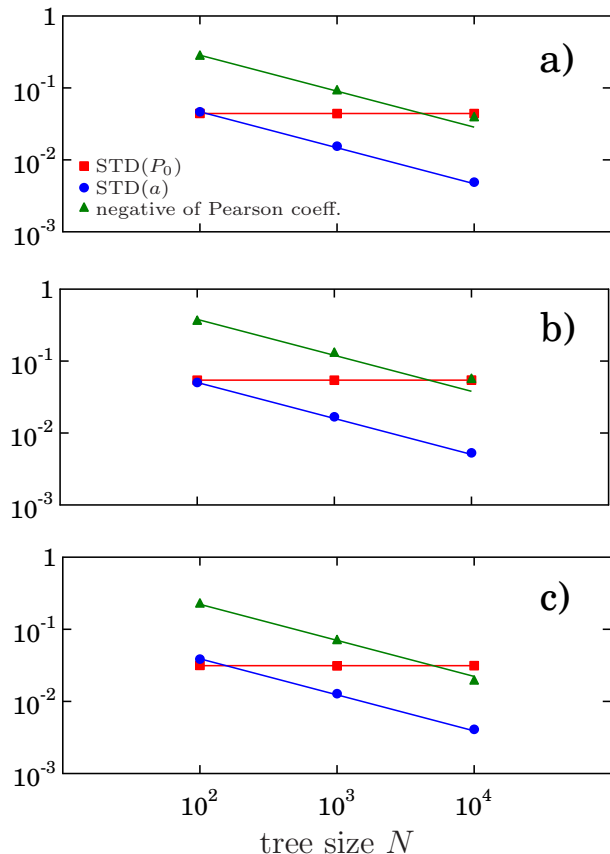 1
a)
10^-1
10^-2
STD(P_0)
STD(a)
negative of Pearson coeff.
10^-3
1
b)
10^-1
10^-2
10^-3
1
c)
10^-1
10^-2
10^-3
10^2 10^3 10^4
tree size N